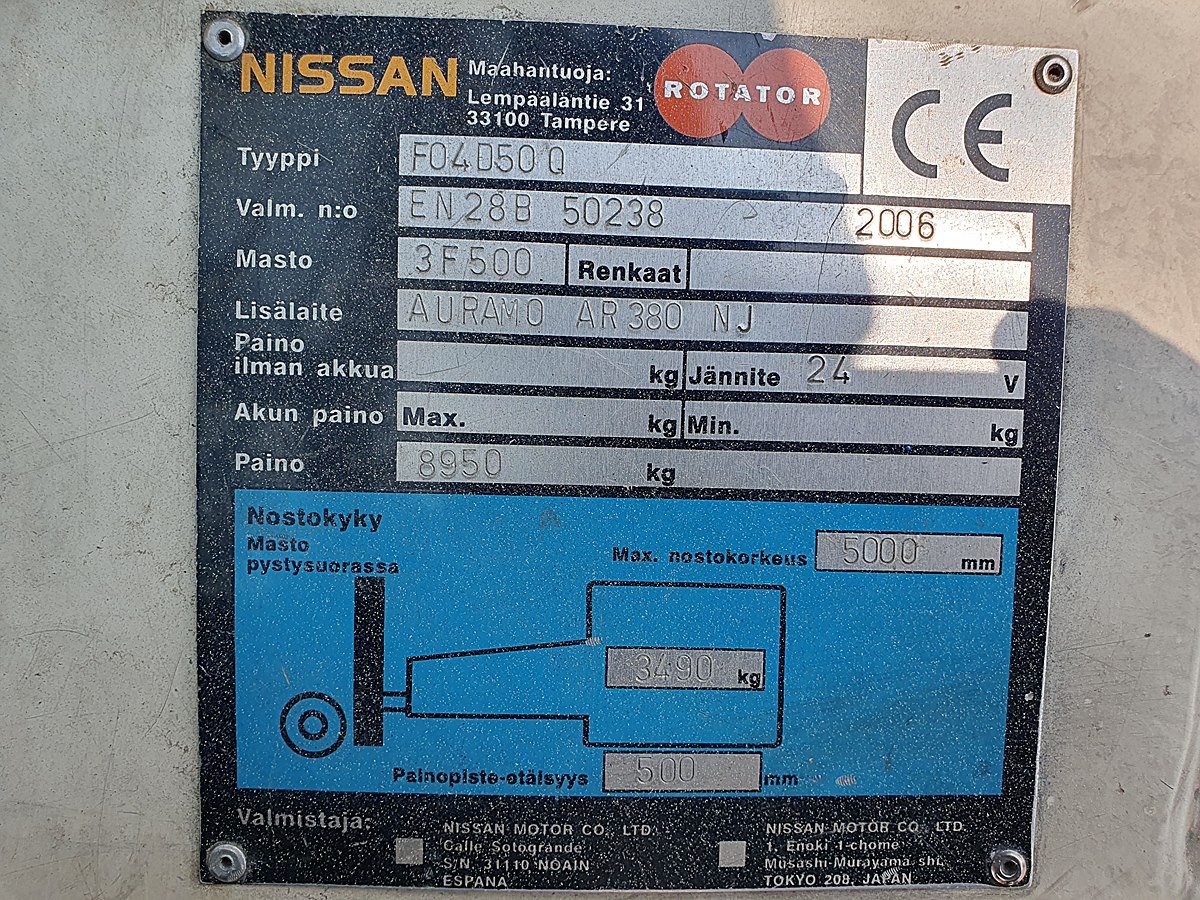 NISSAN Maahantuoja: ROTATOR
Lempääläntie 31
33100 Tampere
CE
Tyyppi F04D50Q
Valm. n:o EN28B 50238 2006
Masto 3F500 Renkaat
Lisälaite AURAMO AR380 NJ
Paino
ilman akkua kg Jännite 24 V
Akun paino Max. kg Min. kg
Paino 8950 kg
Nostokyky
Masto
pystysuorassa
Max. nostokorkeus 5000 mm
3490 kg
Painopiste-etäisyys 500 mm
Valmistaja:
NISSAN MOTOR CO. LTD.
Calle Sotogrande
S/N. 31110 NOAIN
ESPANA
NISSAN MOTOR CO. LTD.
1. Enoki 1-chome
Musashi-Murayama shi.
TOKYO 208, JAPAN